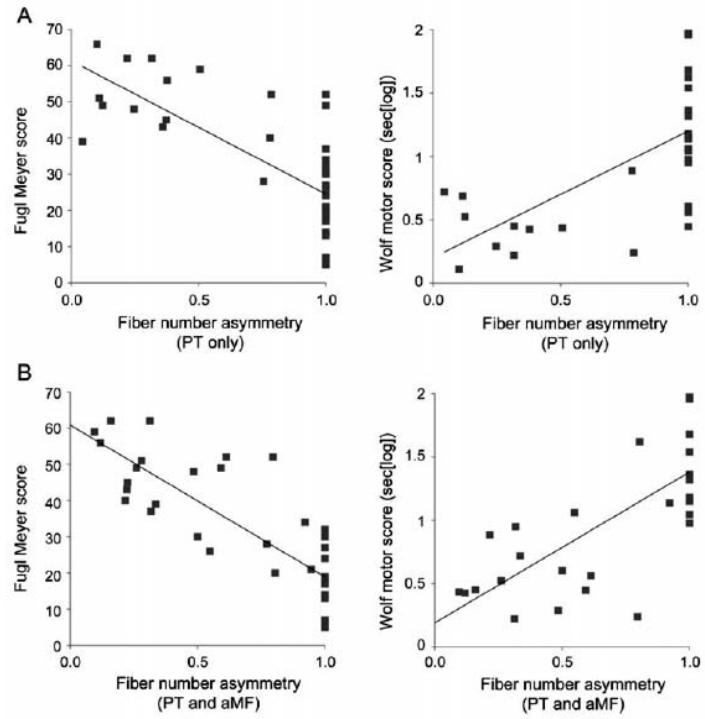 A
70
60
50
40
30
20
10
0
Fugl Meyer score
0.0 0.5 1.0
Fiber number asymmetry
(PT only)
2
1.5
1
0.5
0
Wolf motor score (sec[log])
0.0 0.5 1.0
Fiber number asymmetry
(PT only)
B
70
60
50
40
30
20
10
0
Fugl Meyer score
0.0 0.5 1.0
Fiber number asymmetry
(PT and aMF)
2
1.5
1
0.5
0
Wolf motor score (sec[log])
0.0 0.5 1.0
Fiber number asymmetry
(PT and aMF)